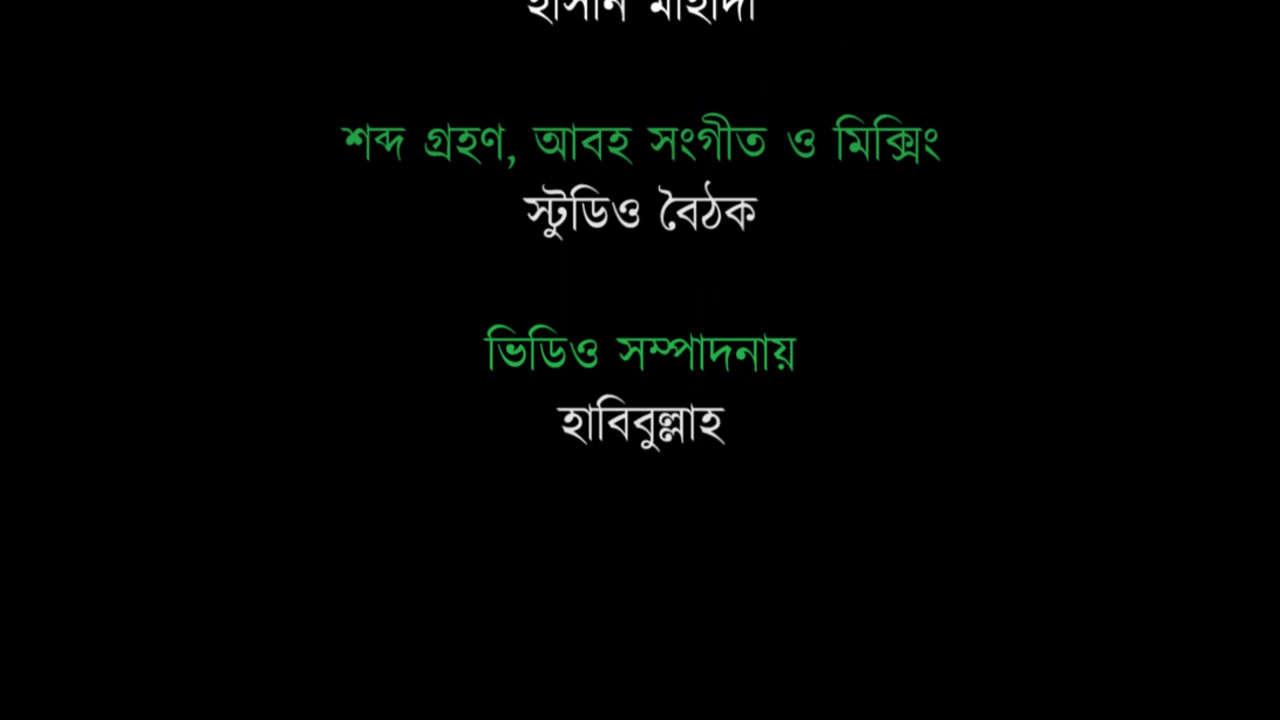 শব্দ গ্রহণ, আবহ সংগীত ও মিক্সিং
স্টুডিও বৈঠক
ভিডিও সম্পাদনায়
হাবিবুল্লাহ